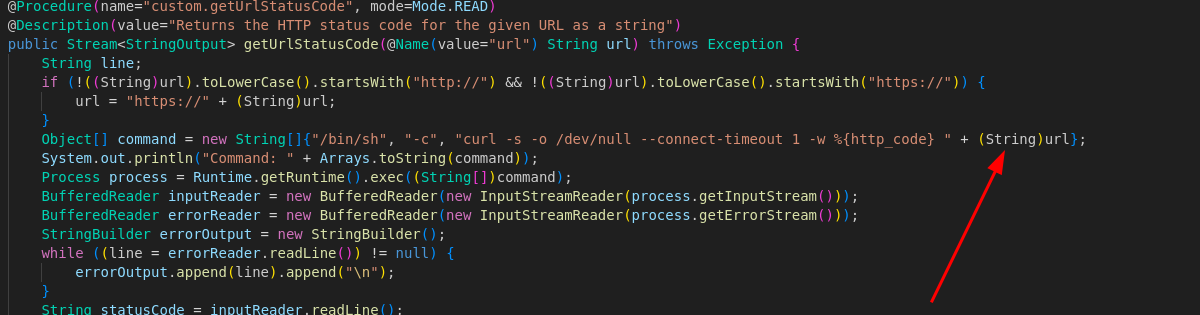 @Procedure(name="custom.getUrlStatusCode", mode=Mode.READ)
@Description(value="Returns the HTTP status code for the given URL as a string")
public Stream<StringOutput> getUrlStatusCode(@Name(value="url") String url) throws Exception {
    String line;
    if (!((String)url).toLowerCase().startsWith("http://") && !((String)url).toLowerCase().startsWith("https://")) {
        url = "https://" + (String)url;
    }
    Object[] command = new String[]{"/bin/sh", "-c", "curl -s -o /dev/null --connect-timeout 1 -w %{http_code} " + (String)url};
    System.out.println("Command: " + Arrays.toString(command));
    Process process = Runtime.getRuntime().exec((String[])command);
    BufferedReader inputReader = new BufferedReader(new InputStreamReader(process.getInputStream()));
    BufferedReader errorReader = new BufferedReader(new InputStreamReader(process.getErrorStream()));
    StringBuilder errorOutput = new StringBuilder();
    while ((line = errorReader.readLine()) != null) {
        errorOutput.append(line).append("\n");
    }
    String statusCode = inputReader.readLine();